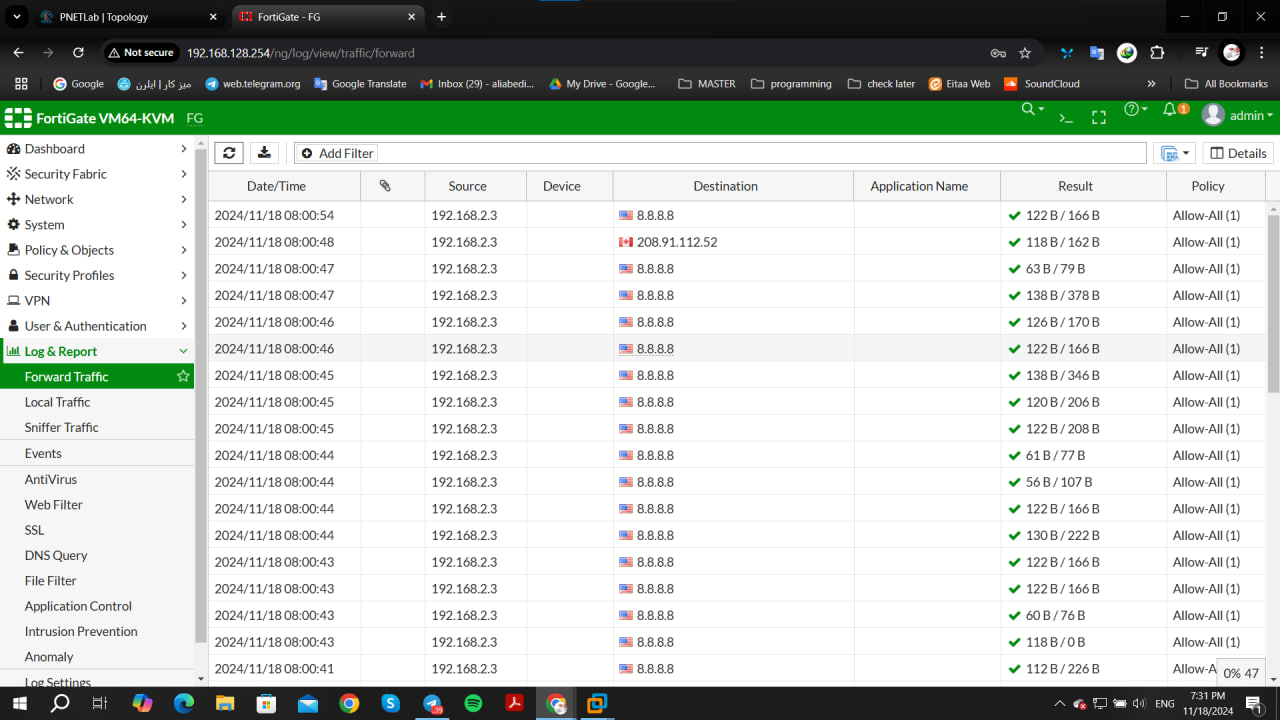 PNETLab | Topology
FortiGate - FG
Not secure 192.168.128.254/ng/log/view/traffic/forward
Google میز کار | ایلرن web.telegram.org Google Translate Inbox (29) - aliabedi... My Drive - Google... MASTER programming check later Eitaa Web SoundCloud » All Bookmarks
FortiGate VM64-KVM FG >_ 1 admin
Dashboard
Security Fabric
Network
System
Policy & Objects
Security Profiles
VPN
User & Authentication
Log & Report
Forward Traffic
Local Traffic
Sniffer Traffic
Events
AntiVirus
Web Filter
SSL
DNS Query
File Filter
Application Control
Intrusion Prevention
Anomaly
Log Settings
Add Filter Details
Date/Time Source Device Destination Application Name Result Policy
2024/11/18 08:00:54 192.168.2.3 8.8.8.8 122 B / 166 B Allow-All (1)
2024/11/18 08:00:48 192.168.2.3 208.91.112.52 118 B / 162 B Allow-All (1)
2024/11/18 08:00:47 192.168.2.3 8.8.8.8 63 B / 79 B Allow-All (1)
2024/11/18 08:00:47 192.168.2.3 8.8.8.8 138 B / 378 B Allow-All (1)
2024/11/18 08:00:46 192.168.2.3 8.8.8.8 126 B / 170 B Allow-All (1)
2024/11/18 08:00:46 192.168.2.3 8.8.8.8 122 B / 166 B Allow-All (1)
2024/11/18 08:00:45 192.168.2.3 8.8.8.8 138 B / 346 B Allow-All (1)
2024/11/18 08:00:45 192.168.2.3 8.8.8.8 120 B / 206 B Allow-All (1)
2024/11/18 08:00:45 192.168.2.3 8.8.8.8 122 B / 208 B Allow-All (1)
2024/11/18 08:00:44 192.168.2.3 8.8.8.8 61 B / 77 B Allow-All (1)
2024/11/18 08:00:44 192.168.2.3 8.8.8.8 56 B / 107 B Allow-All (1)
2024/11/18 08:00:44 192.168.2.3 8.8.8.8 122 B / 166 B Allow-All (1)
2024/11/18 08:00:44 192.168.2.3 8.8.8.8 130 B / 222 B Allow-All (1)
2024/11/18 08:00:43 192.168.2.3 8.8.8.8 122 B / 166 B Allow-All (1)
2024/11/18 08:00:43 192.168.2.3 8.8.8.8 122 B / 166 B Allow-All (1)
2024/11/18 08:00:43 192.168.2.3 8.8.8.8 60 B / 76 B Allow-All (1)
2024/11/18 08:00:43 192.168.2.3 8.8.8.8 118 B / 0 B Allow-All (1)
2024/11/18 08:00:41 192.168.2.3 8.8.8.8 112 B / 226 B Allow-A
0% 47
39 ENG 7:31 PM
11/18/2024 1